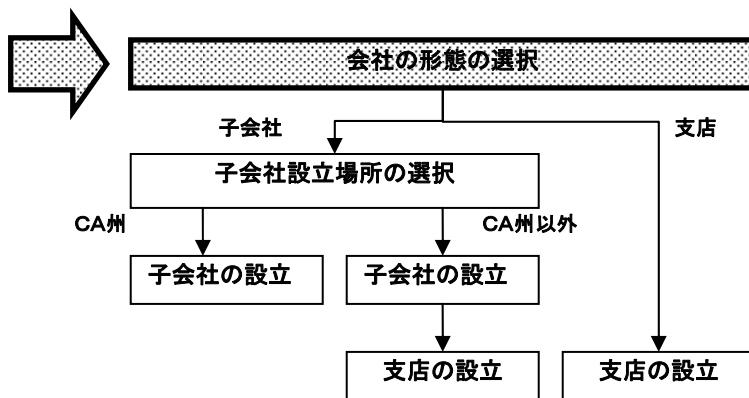 会社の形態の選択
子会社
支店
子会社設立場所の選択
CA州
CA州以外
子会社の設立
子会社の設立
支店の設立
支店の設立